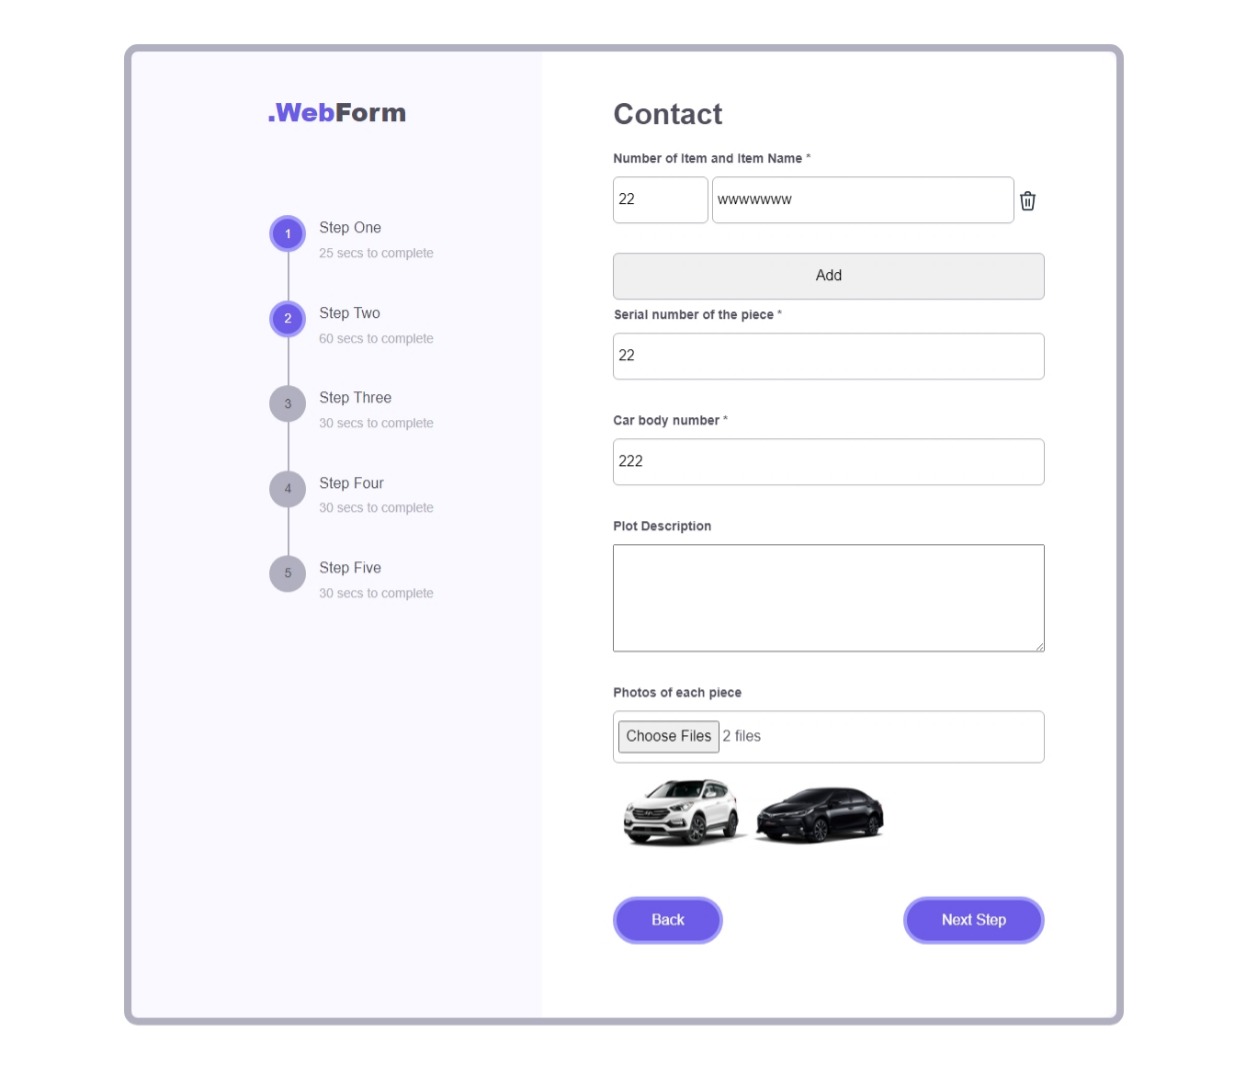 .WebForm
1
Step One
25 secs to complete
2
Step Two
60 secs to complete
3
Step Three
30 secs to complete
4
Step Four
30 secs to complete
5
Step Five
30 secs to complete
Contact
Number of Item and Item Name *
22 wwwwwww
Add
Serial number of the piece *
22
Car body number *
222
Plot Description
Photos of each piece
Choose Files 2 files
Back Next Step